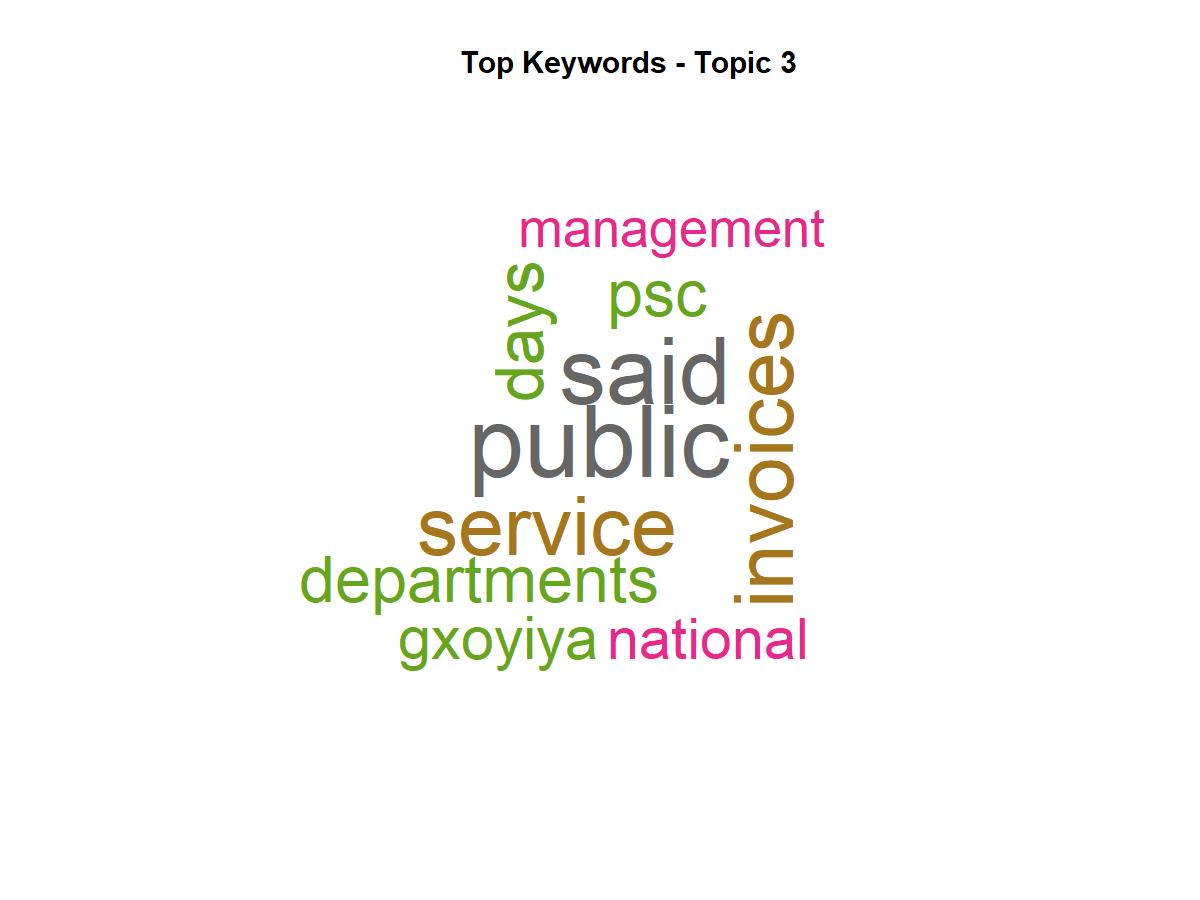 Top Keywords - Topic 3
management
days
psc
said
invoices
public
service
departments
gxoyiya
national